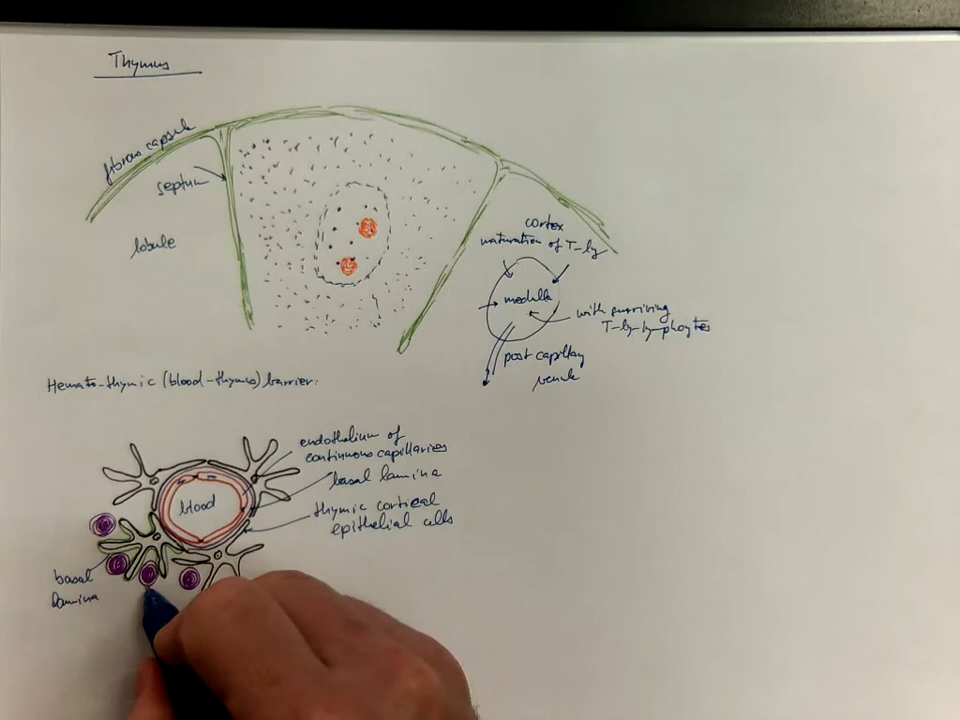 Thymus
fibrous capsule
septum
lobule
cortex
maturation of T-ly
medulla
with surviving
T-ly lymphocytes
post capillary
venule
Hemato-thymic (blood-thymus) barrier:
endothelium of
continuous capillaries
basal lamina
thymic cortical
epithelial cells
blood
basal
lamina